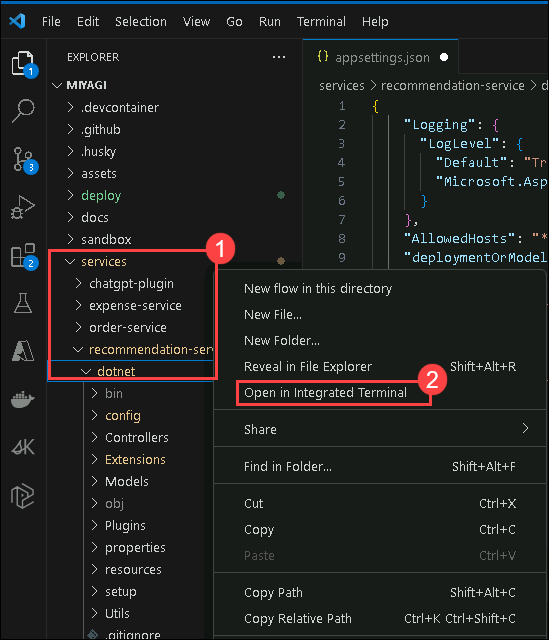 File Edit Selection View Go Run Terminal Help
EXPLORER
appsettings.json
1
MIYAGI
services > recommendation-service > d
.devcontainer
1 {
.github
2 "Logging": {
.husky
3 "LogLevel": {
assets
4 "Default": "Tr
3
deploy
5 "Microsoft.Asp
docs
6 }
7 },
sandbox
8 "AllowedHosts": "*
1
services
9 "deploymentOrModel
2
chatgpt-plugin
New flow in this directory
expense-service
New File...
order-service
New Folder...
recommendation-ser
Reveal in File Explorer Shift+Alt+R
dotnet
2
Open in Integrated Terminal
bin
config
Share
Controllers
Extensions
Find in Folder... Shift+Alt+F
Models
obj
Cut Ctrl+X
Plugins
Copy Ctrl+C
properties
Paste Ctrl+V
resources
setup
Copy Path Shift+Alt+C
Utils
Copy Relative Path Ctrl+K Ctrl+Shift+C
.gitignore